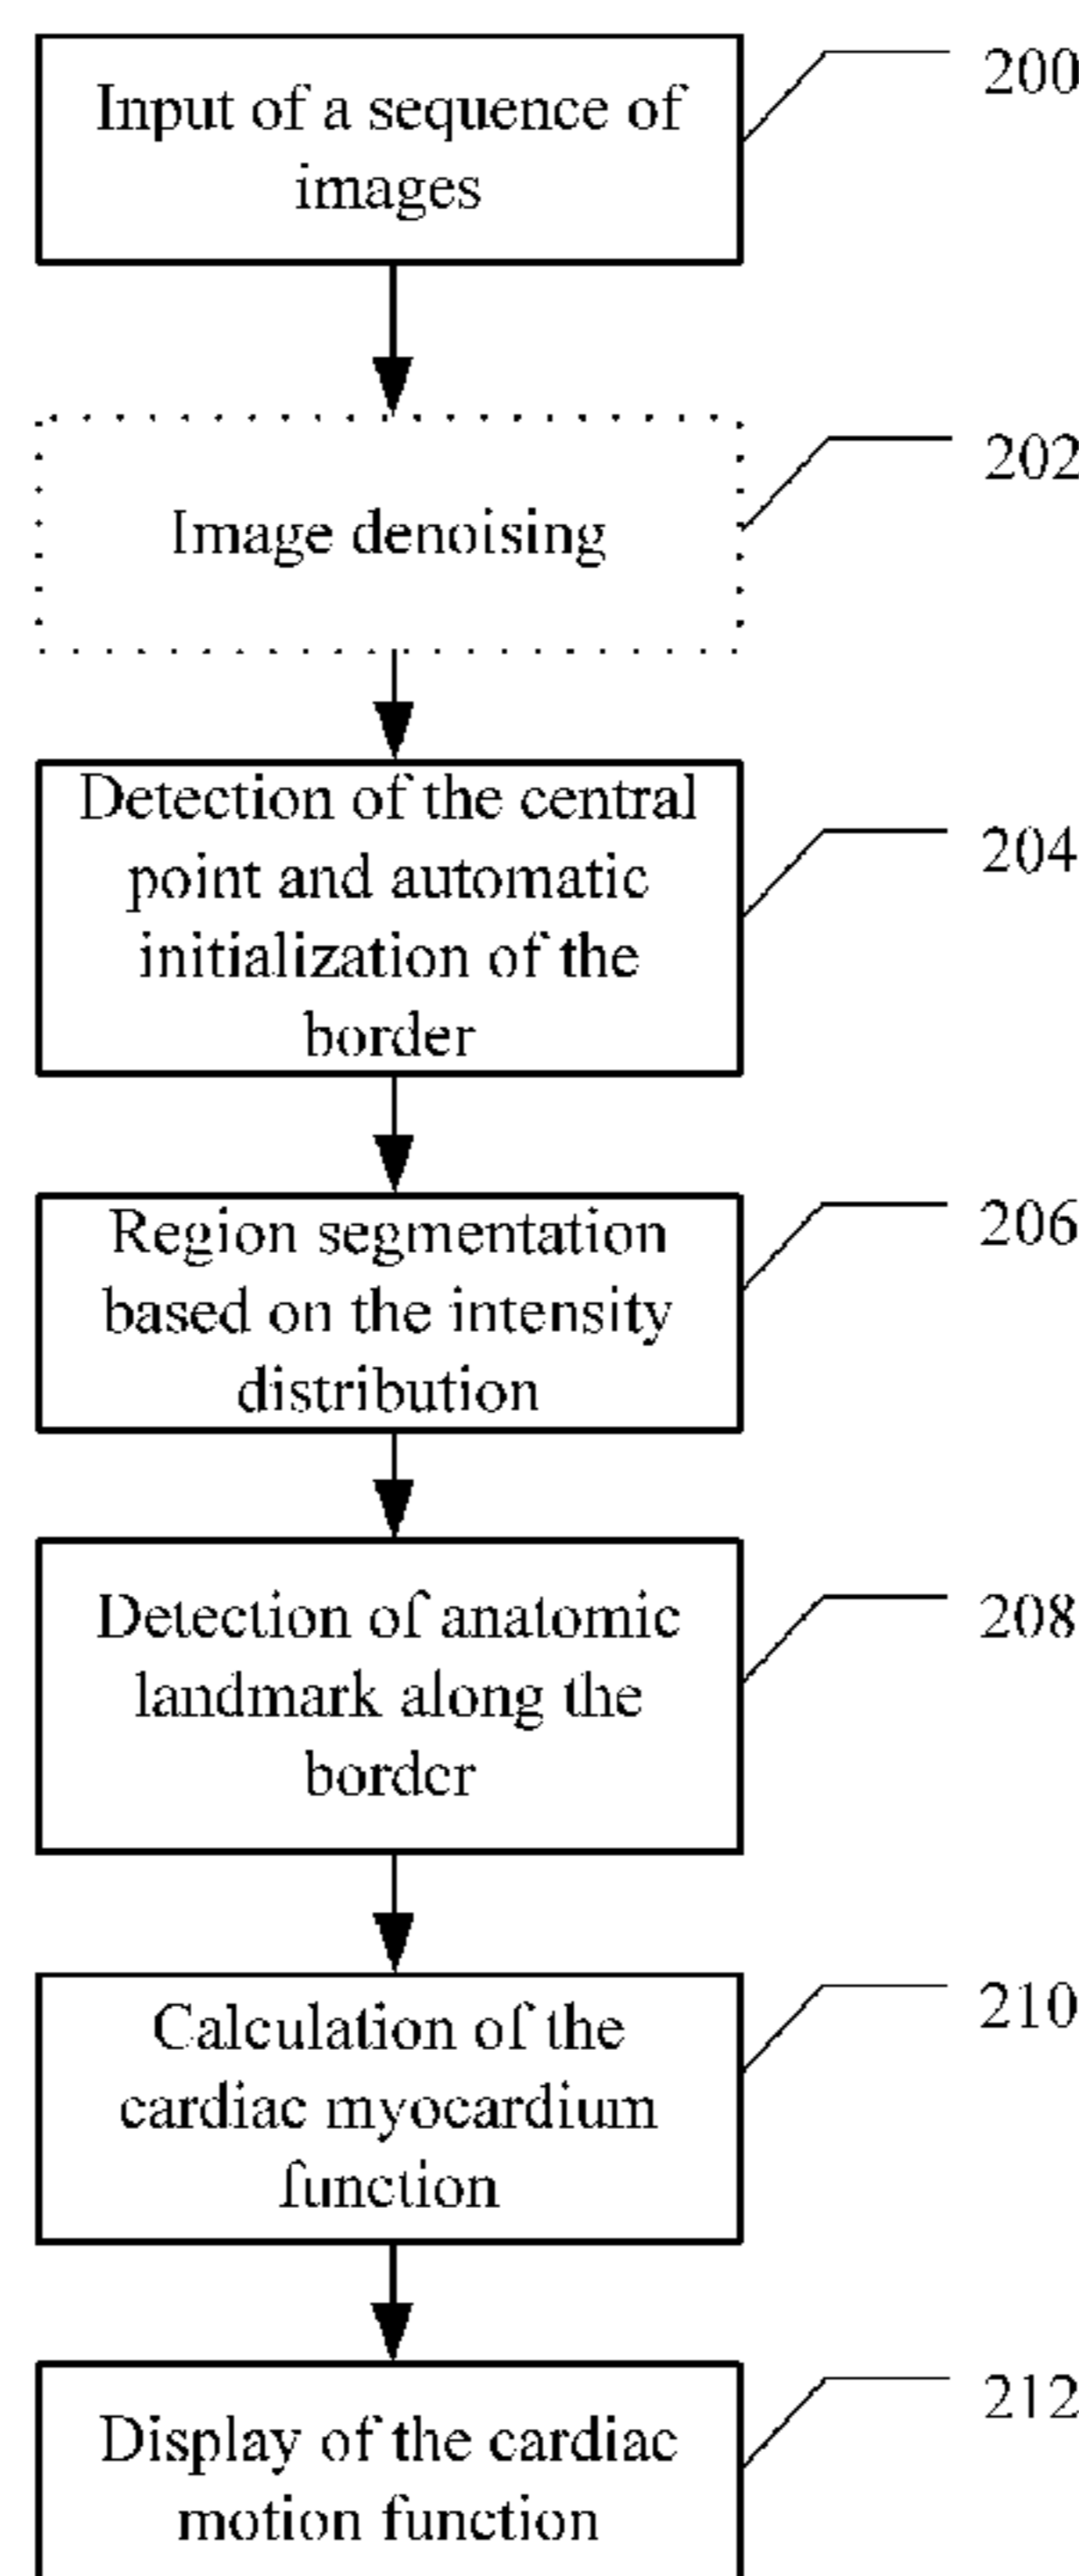 Input of a sequence of
images
200
Image denoising
202
Detection of the central
point and automatic
initialization of the
border
204
Region segmentation
based on the intensity
distribution
206
Detection of anatomic
landmark along the
border
208
Calculation of the
cardiac myocardium
function
210
Display of the cardiac
motion function
212